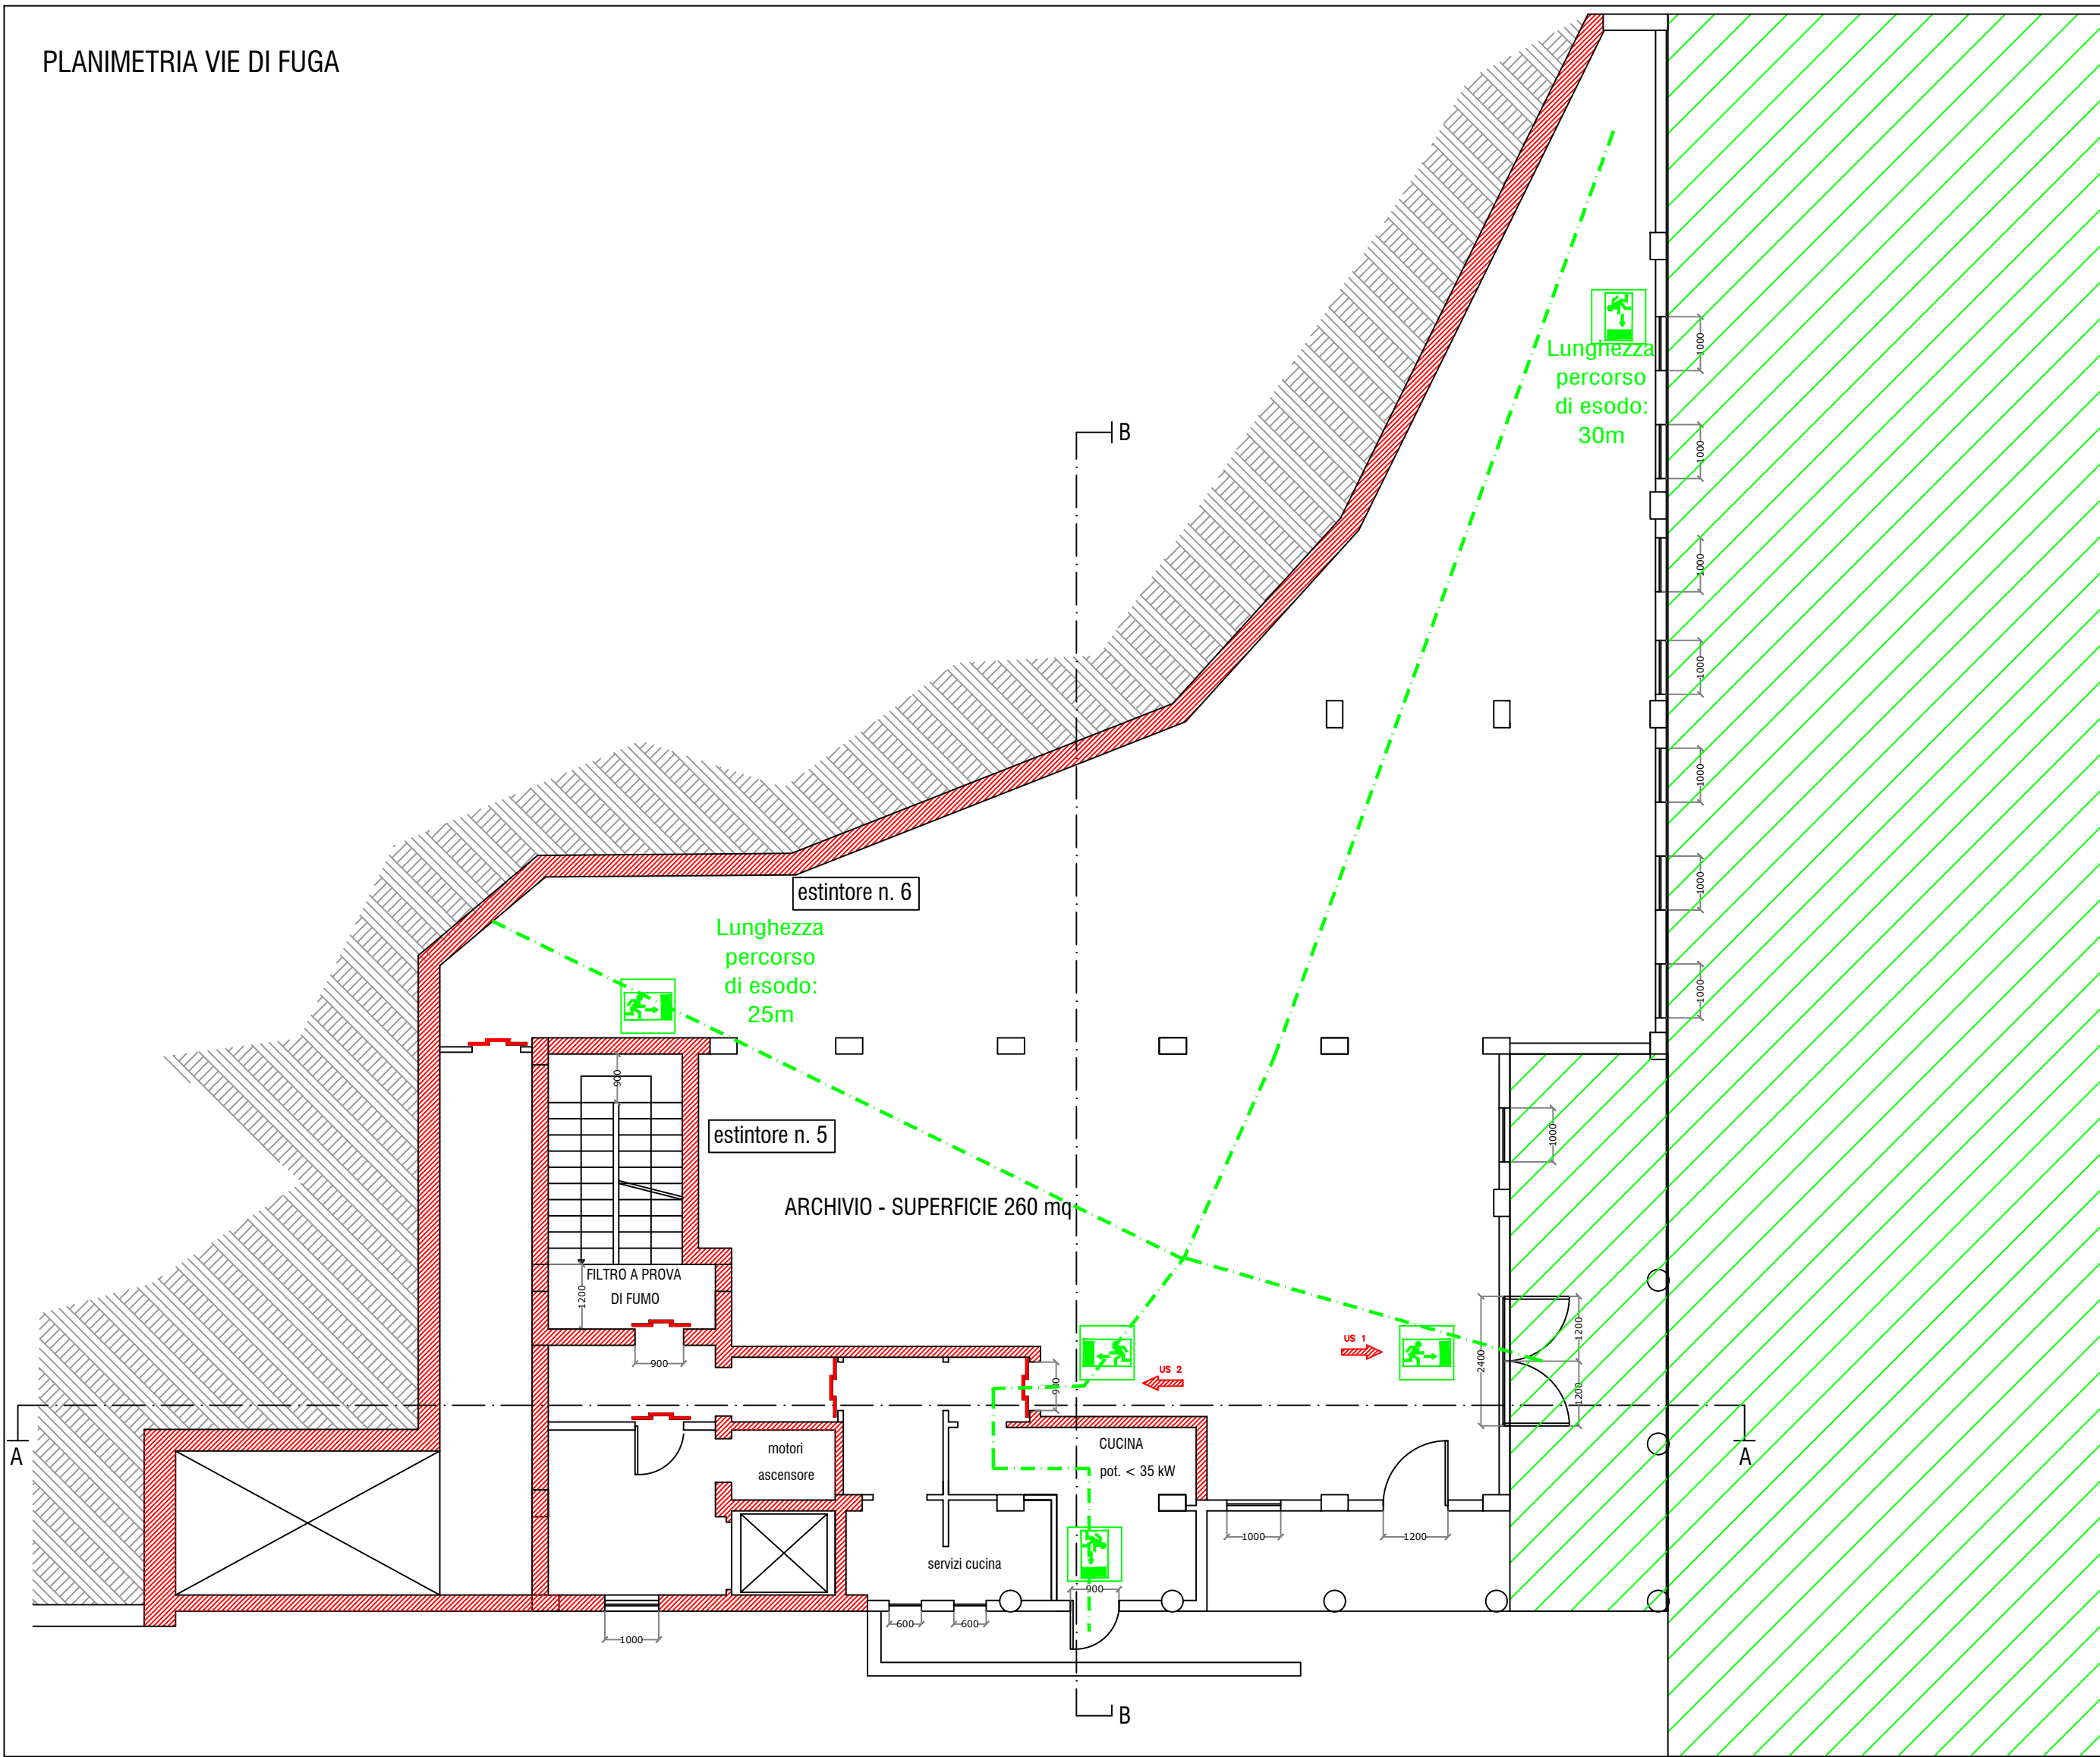 PLANIMETRIA VIE DI FUGA
Lunghezza
percorso
di esodo:
30m
1000
1000
B
1000
1000
1000
1000
1000
estintore n. 6
Lunghezza
percorso
di esodo:
25m
900
estintore n. 5
1000
ARCHIVIO - SUPERFICIE 260 mq
FILTRO A PROVA
DI FUMO
1200
900
US 1
US 2
900
2400
1200
1200
A
A
motori
ascensore
CUCINA
pot. < 35 kW
1000
1200
servizi cucina
900
600
600
1000
B